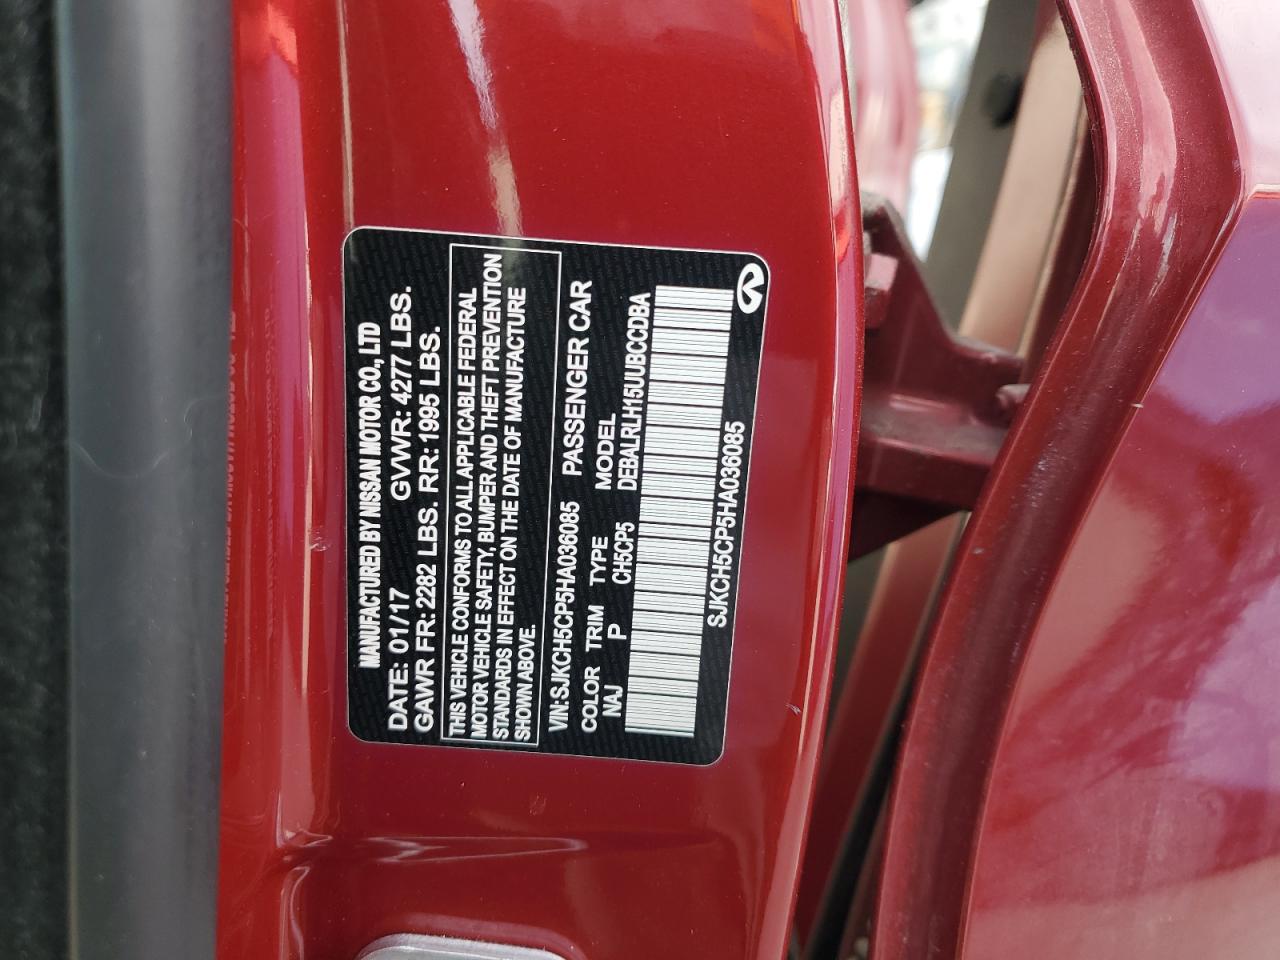 MANUFACTURED BY NISSAN MOTOR CO., LTD
DATE: 01/17 GVWR: 4277 LBS.
GAWR FR: 2282 LBS. RR: 1995 LBS.
THIS VEHICLE CONFORMS TO ALL APPLICABLE FEDERAL
MOTOR VEHICLE SAFETY, BUMPER AND THEFT PREVENTION
STANDARDS IN EFFECT ON THE DATE OF MANUFACTURE
SHOWN ABOVE.
VIN:SJKCH5CP5HA036085 PASSENGER CAR
COLOR TRIM TYPE MODEL
NAJ P CH5CP5 DEBALRLH15UUBCCDBA
SJKCH5CP5HA036085